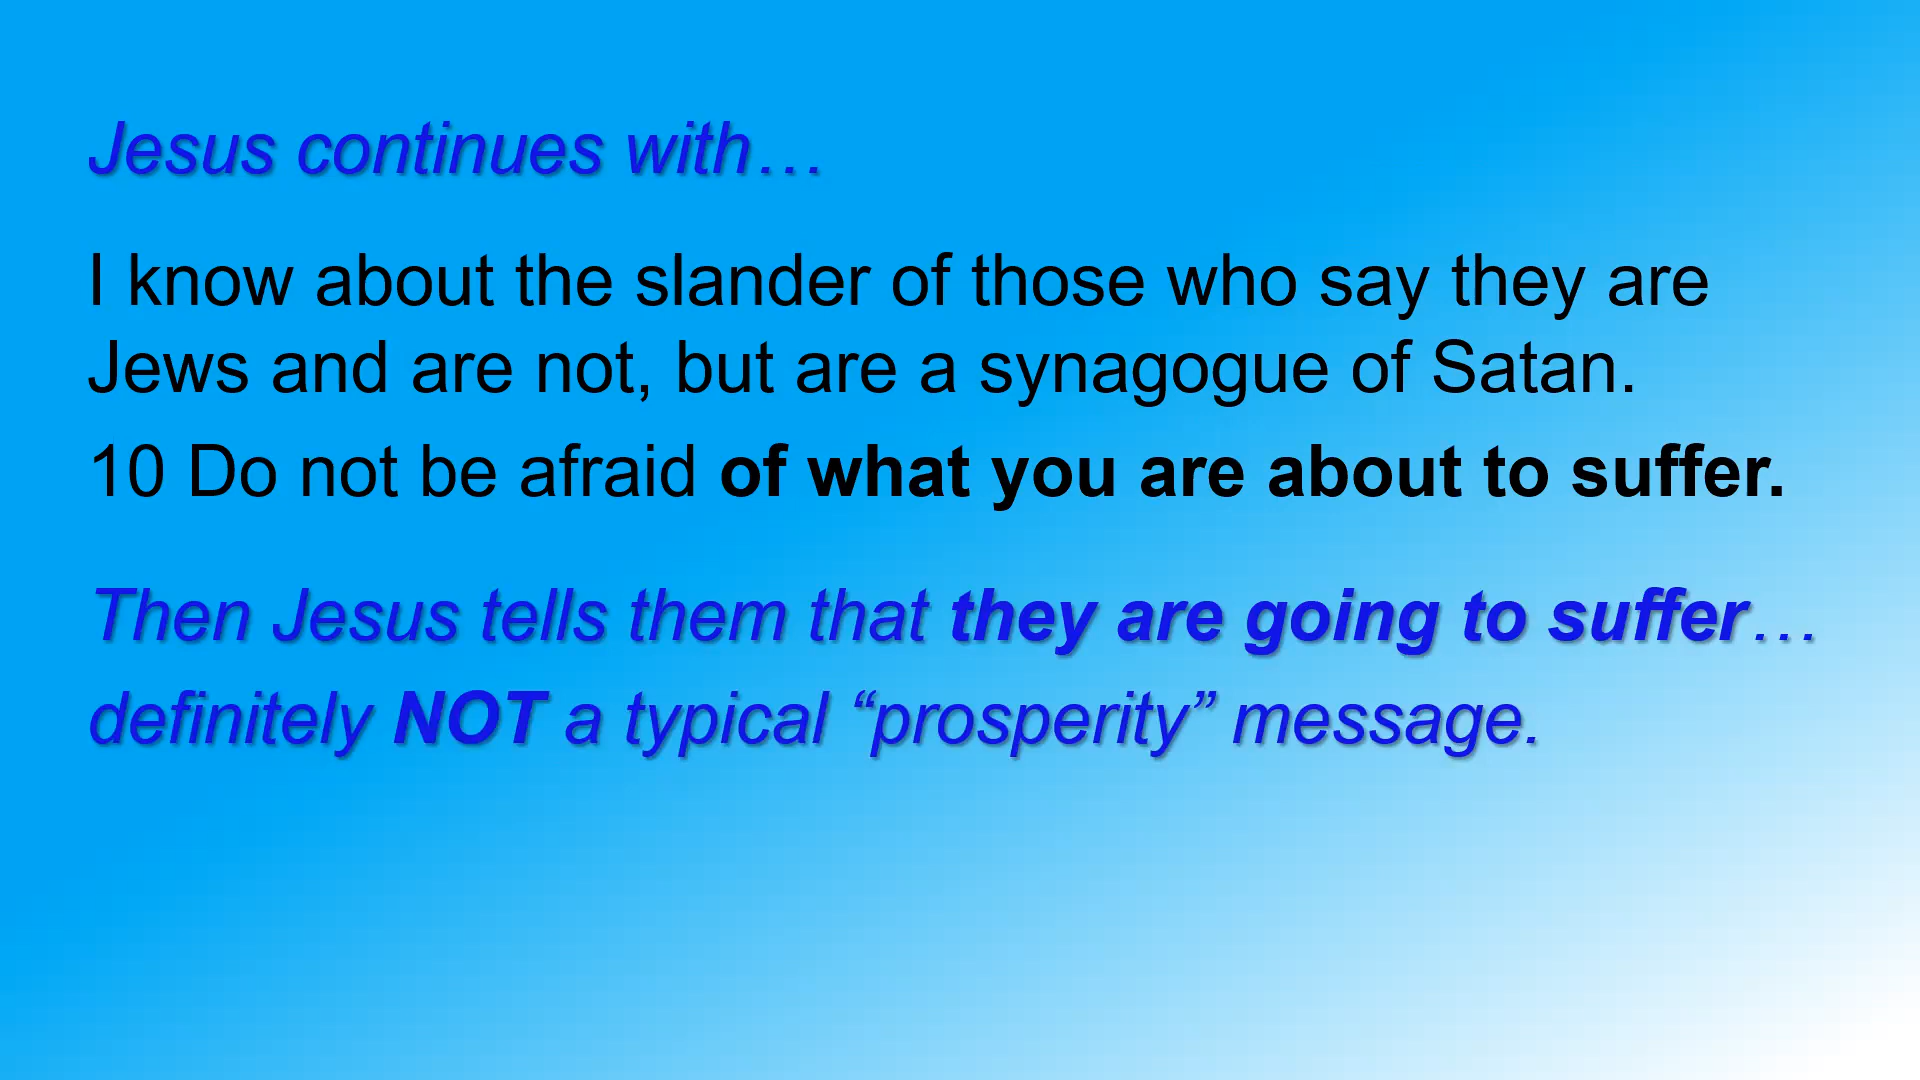 Jesus continues with…
I know about the slander of those who say they are
Jews and are not, but are a synagogue of Satan.
10 Do not be afraid of what you are about to suffer.
Then Jesus tells them that they are going to suffer…
definitely NOT a typical “prosperity” message.